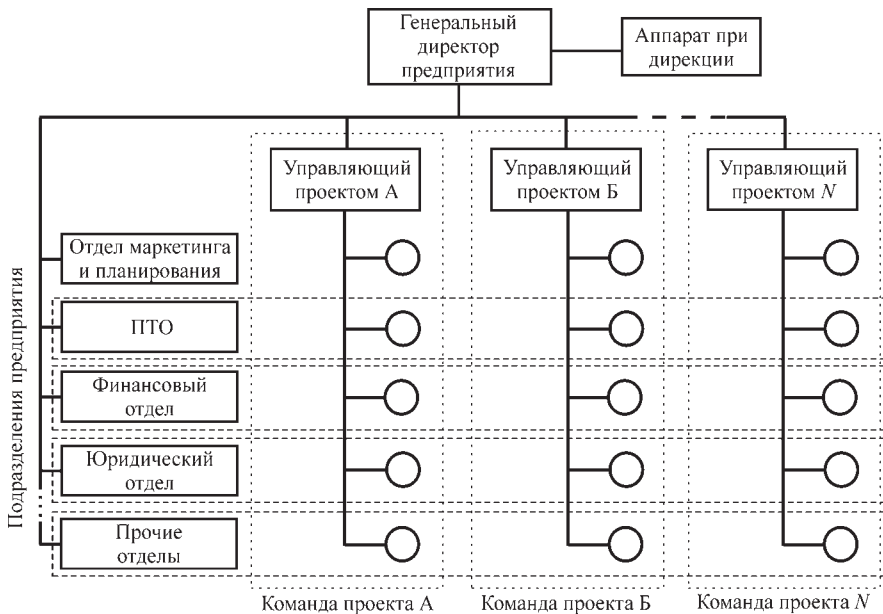 Генеральный
директор
предприятия
Аппарат при
дирекции
Управляющий
проектом А
Управляющий
проектом Б
Управляющий
проектом N
Подразделения предприятия
Отдел маркетинга
и планирования
ПТО
Финансовый
отдел
Юридический
отдел
Прочие
отделы
Команда проекта А
Команда проекта Б
Команда проекта N